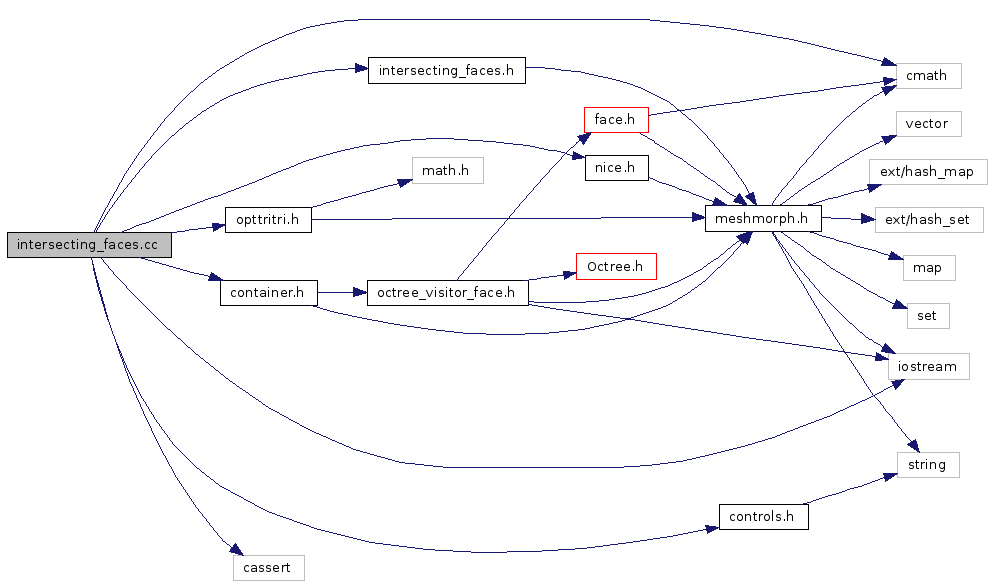 intersecting_faces.cc
intersecting_faces.h
face.h
nice.h
math.h
opttritri.h
container.h
octree_visitor_face.h
Octree.h
meshmorph.h
cmath
vector
ext/hash_map
ext/hash_set
map
set
iostream
string
controls.h
cassert